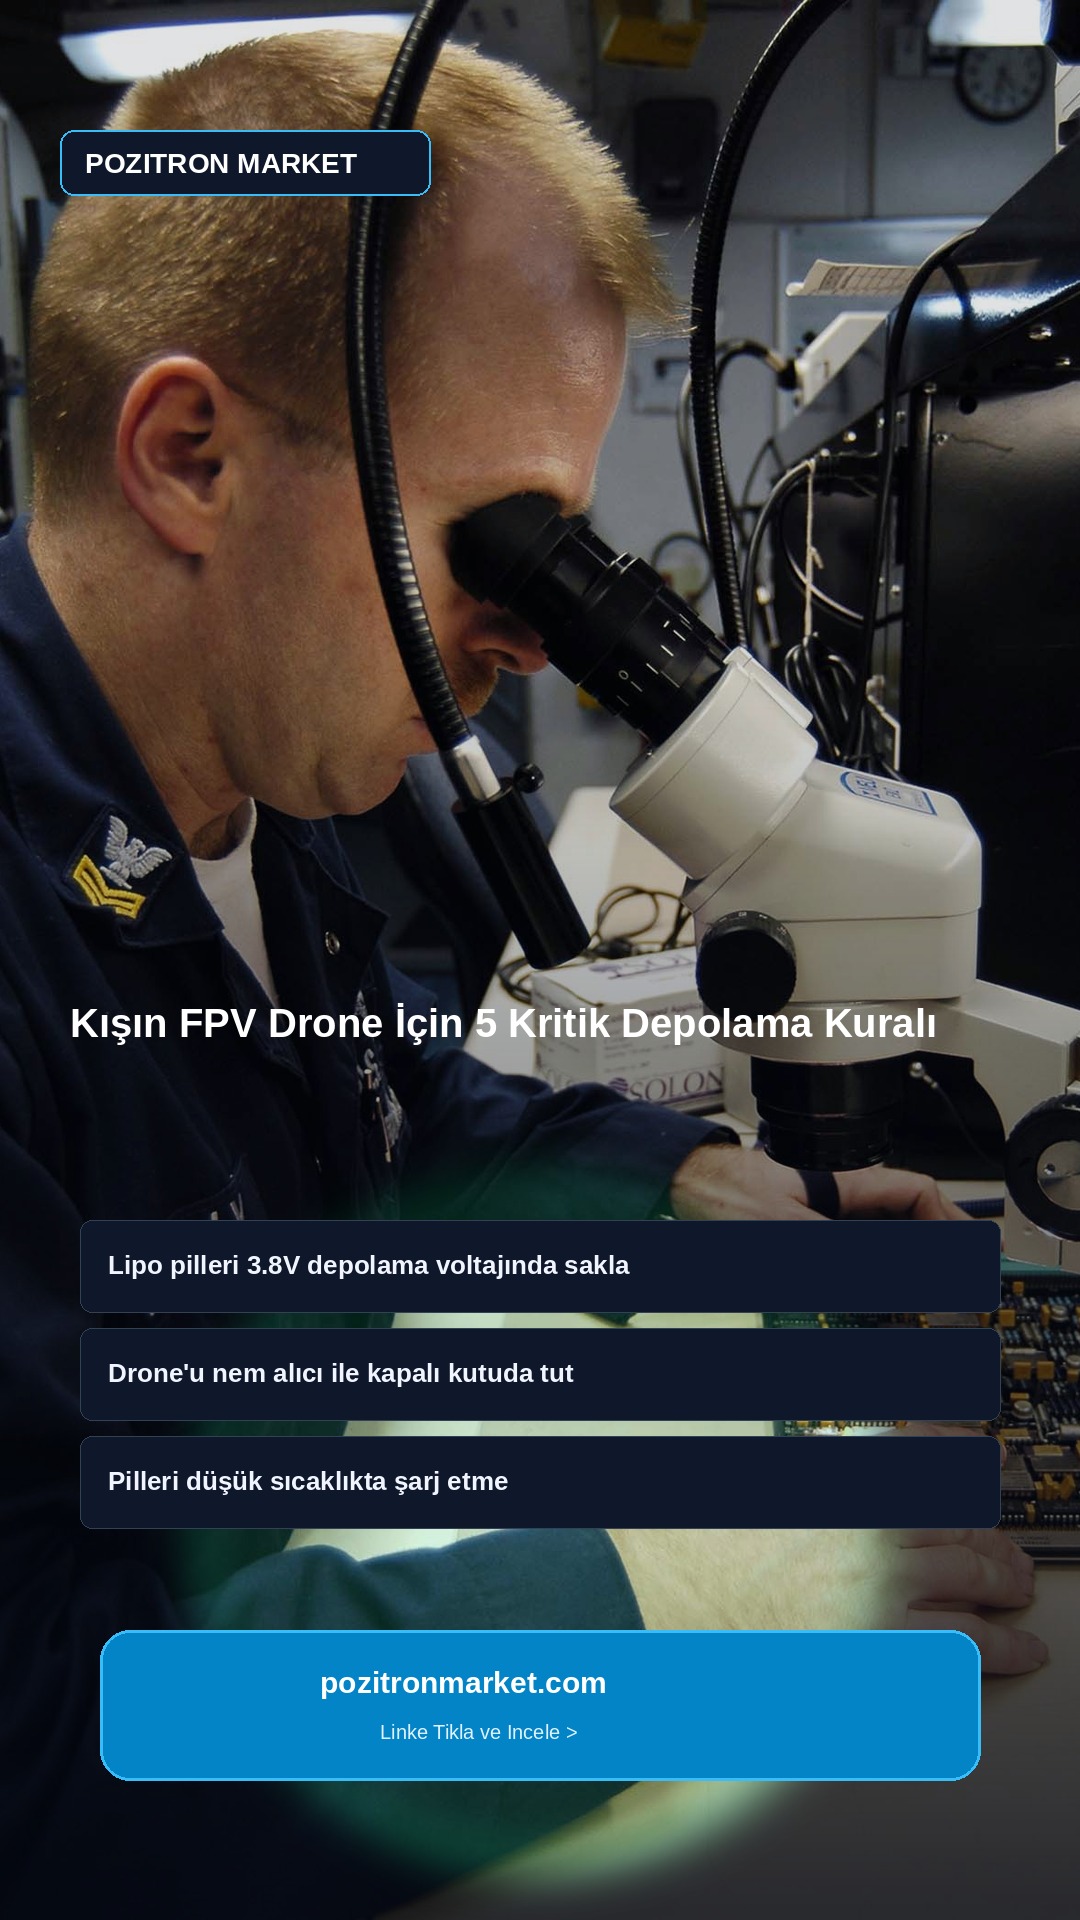 POZITRON MARKET
Kışın FPV Drone İçin 5 Kritik Depolama Kuralı
SOLON
Lipo pilleri 3.8V depolama voltajında sakla
Drone'u nem alıcı ile kapalı kutuda tut
Pilleri düşük sıcaklıkta şarj etme
pozitronmarket.com
Linke Tikla ve Incele >